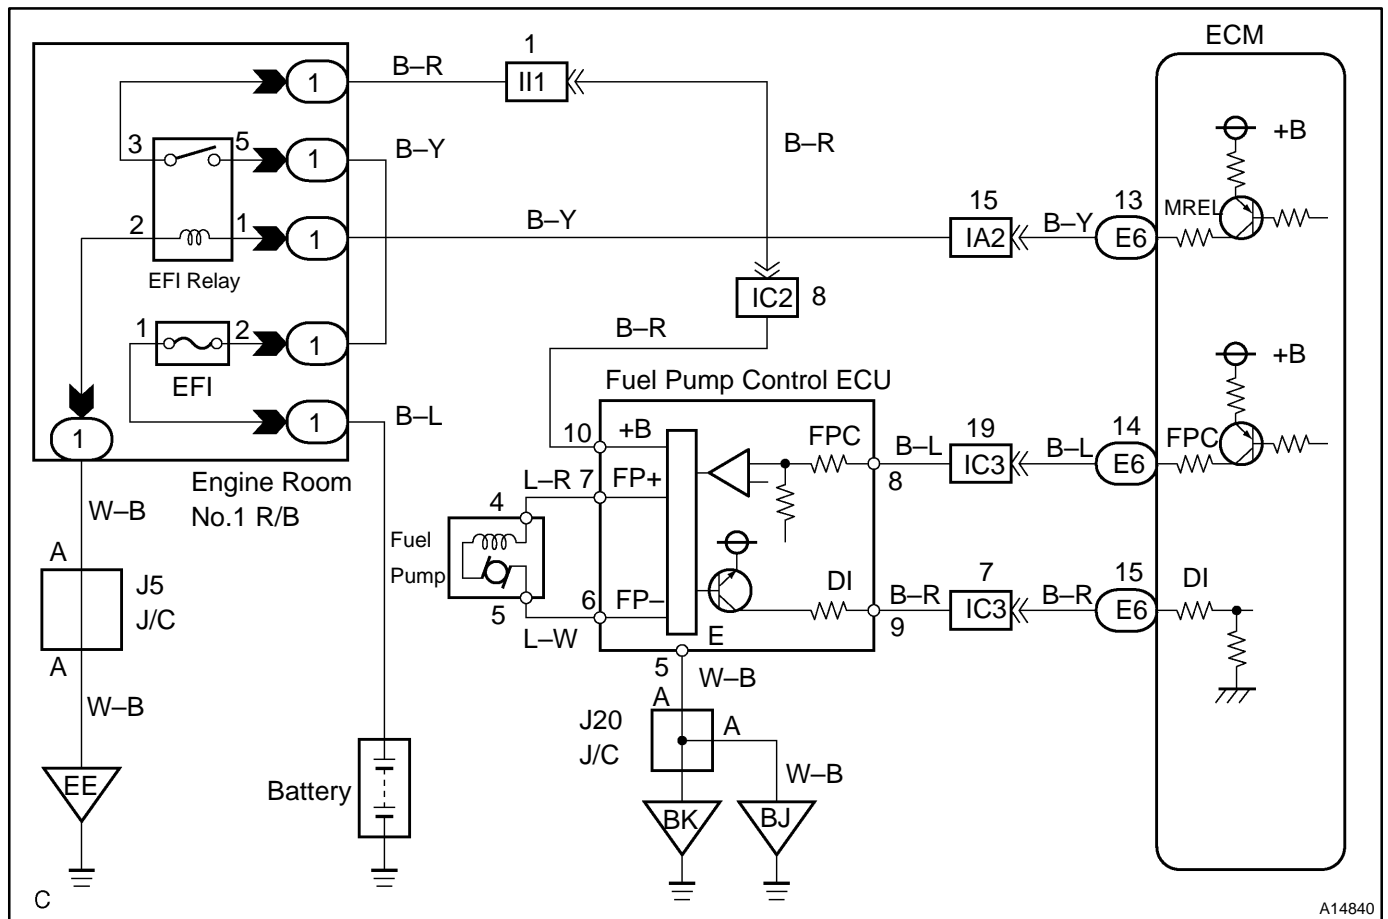 ECM
1
1
B–R
II1
B–R
+B
3
5
1
B–Y
15
13
MREL
2
1
1
B–Y
IA2
B–Y
E6
EFI Relay
IC2
8
1
2
1
B–R
+B
EFI
Fuel Pump Control ECU
1
B–L
1
10
+B
FPC
B–L
19
B–L
14
FPC
8
IC3
E6
Engine Room
No.1 R/B
L–R
7
FP+
W–B
4
Fuel
Pump
A
J5
J/C
DI
B–R
7
B–R
15
DI
5
6
FP–
9
IC3
E6
L–W
E
A
5
W–B
W–B
A
J20
J/C
A
W–B
EE
Battery
BK
BJ
C
A14840